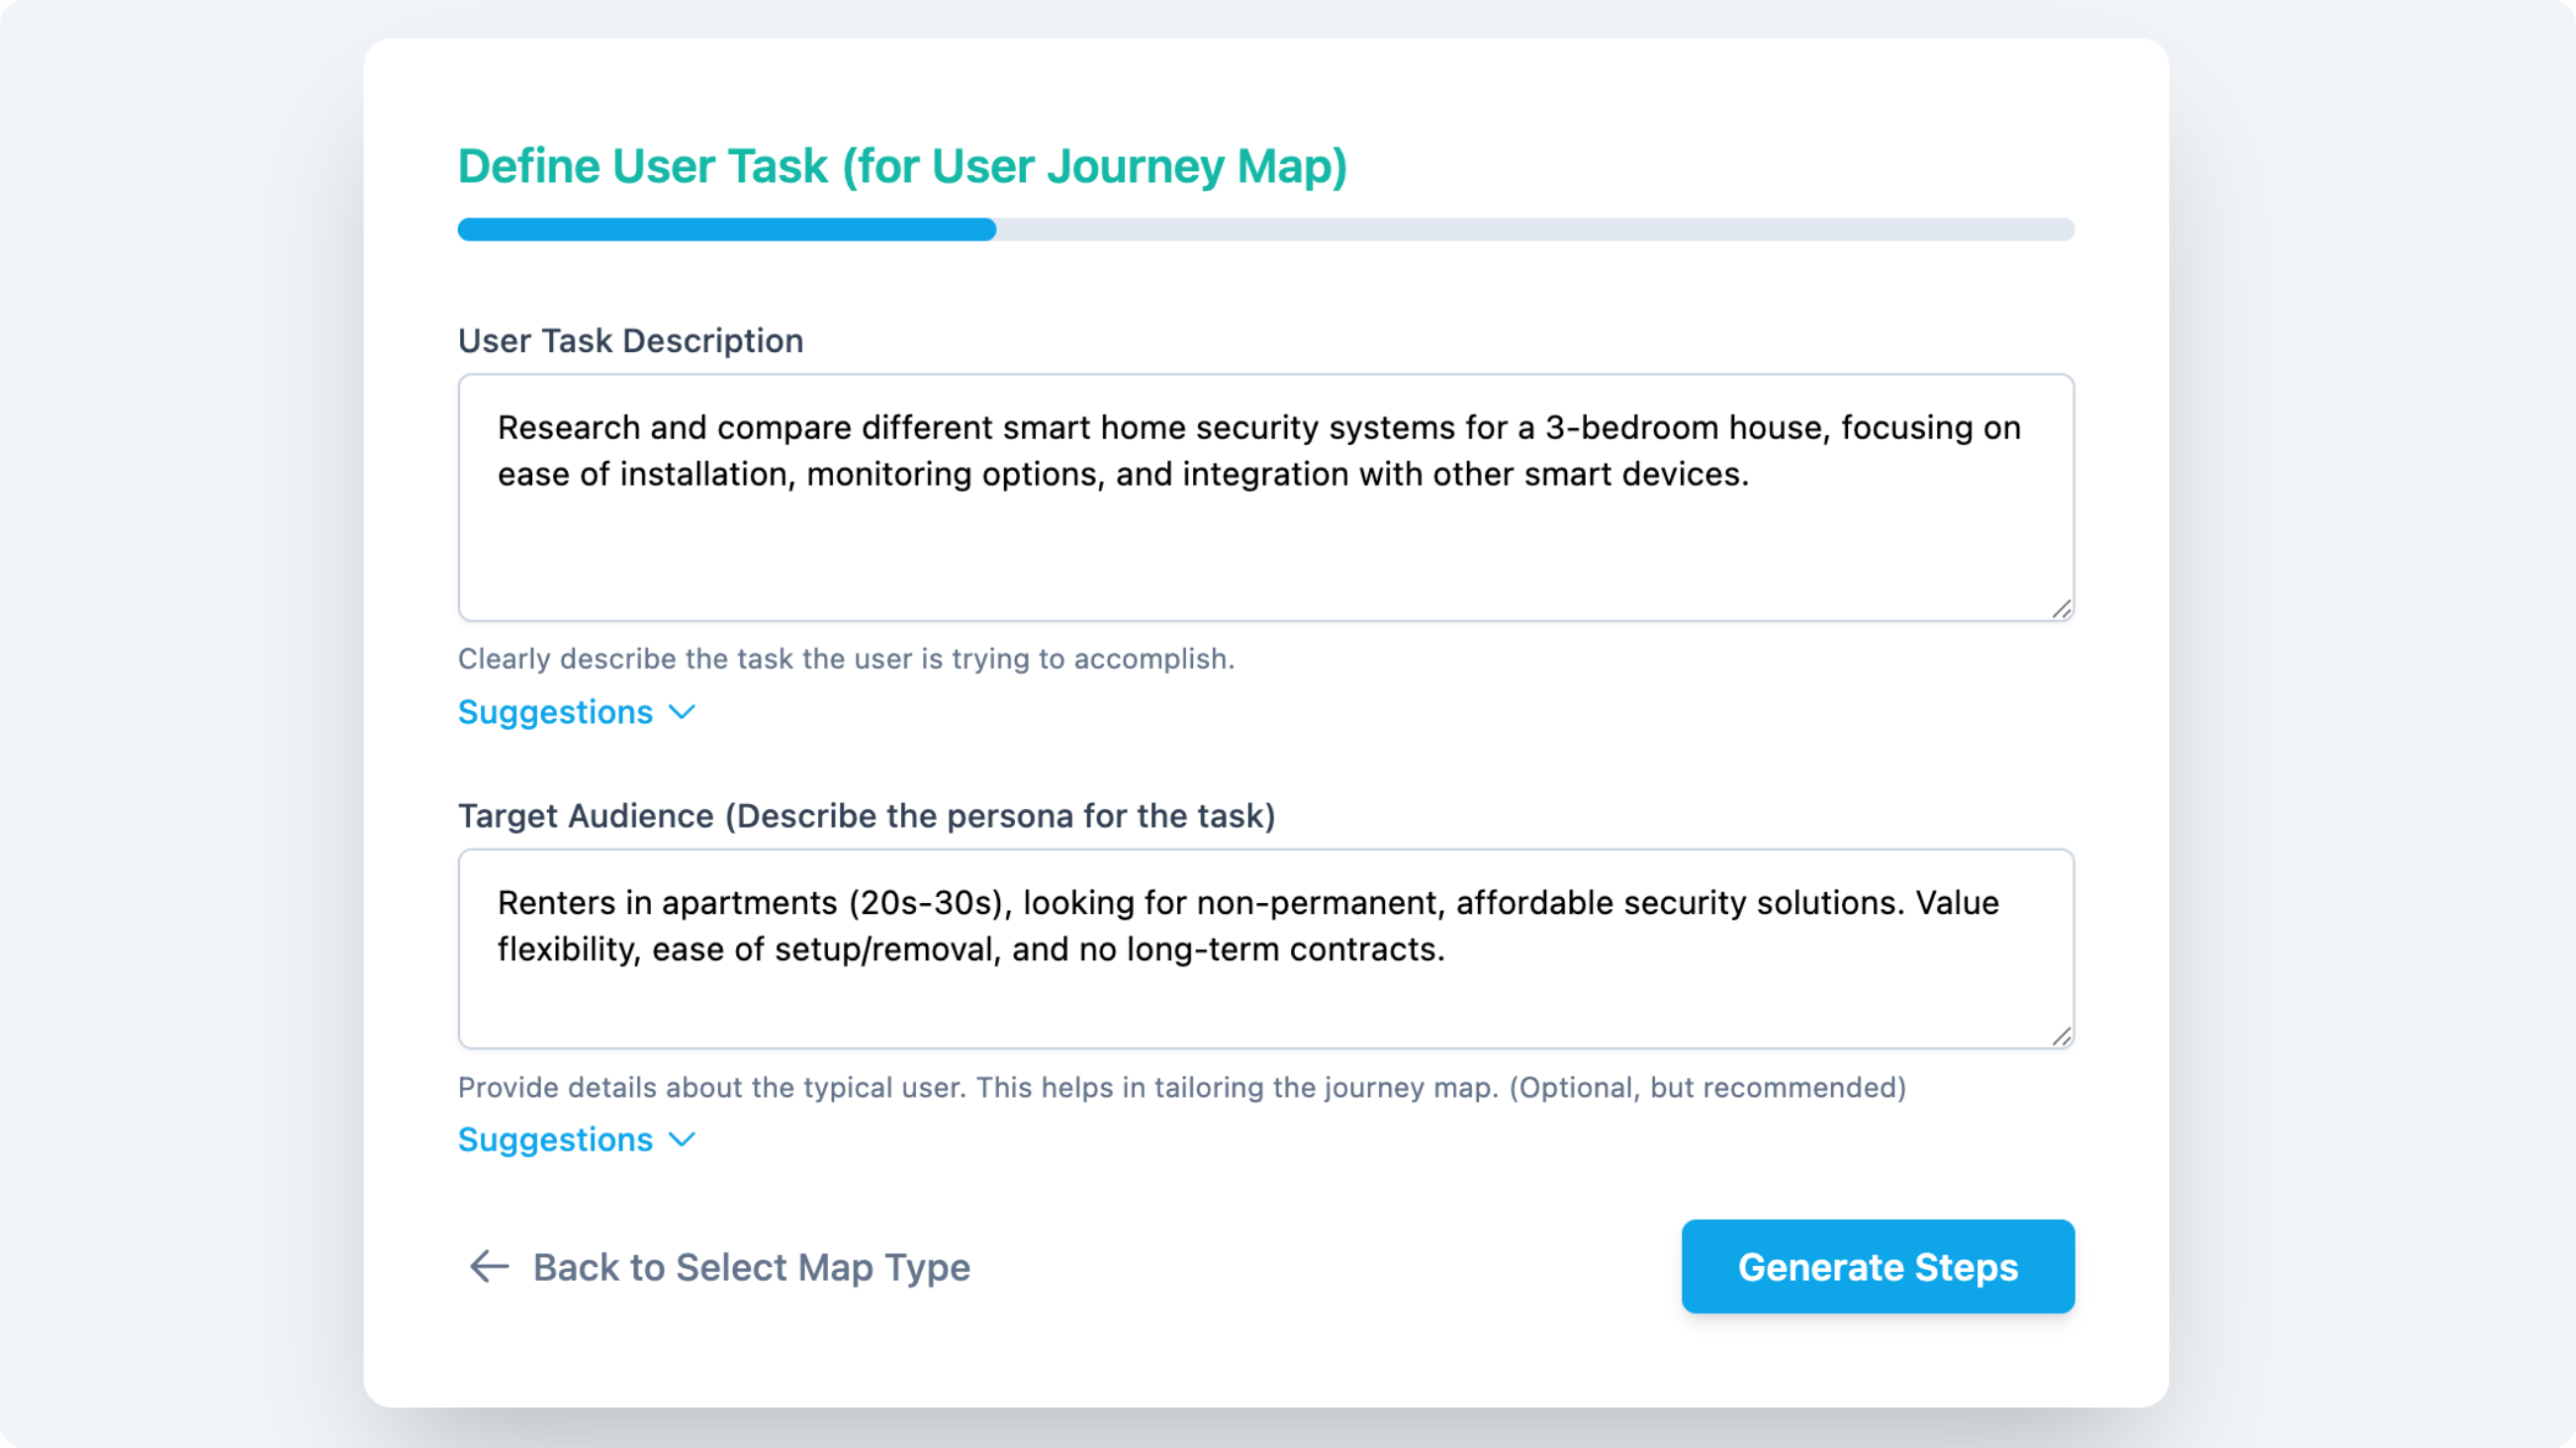 Define User Task (for User Journey Map)
User Task Description
Research and compare different smart home security systems for a 3-bedroom house, focusing on
ease of installation, monitoring options, and integration with other smart devices.
Clearly describe the task the user is trying to accomplish.
Suggestions
Target Audience (Describe the persona for the task)
Renters in apartments (20s-30s), looking for non-permanent, affordable security solutions. Value
flexibility, ease of setup/removal, and no long-term contracts.
Provide details about the typical user. This helps in tailoring the journey map. (Optional, but recommended)
Suggestions
Back to Select Map Type
Generate Steps